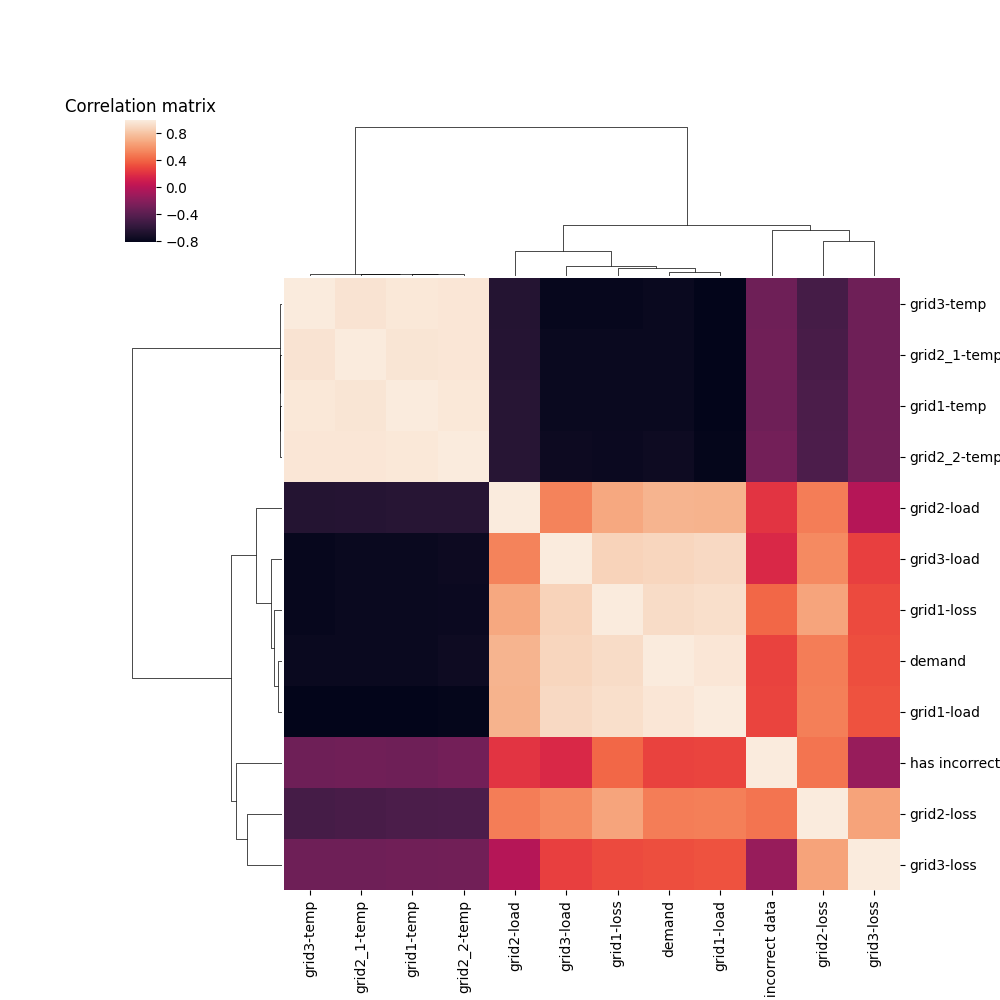 Correlation matrix
0.8
0.4
0.0
−0.4
−0.8
grid3-temp
grid2_1-temp
grid1-temp
grid2_2-temp
grid2-load
grid3-load
grid1-loss
demand
grid1-load
has incorrect
grid2-loss
grid3-loss
grid3-temp
grid2_1-temp
grid1-temp
grid2_2-temp
grid2-load
grid3-load
grid1-loss
demand
grid1-load
incorrect data
grid2-loss
grid3-loss